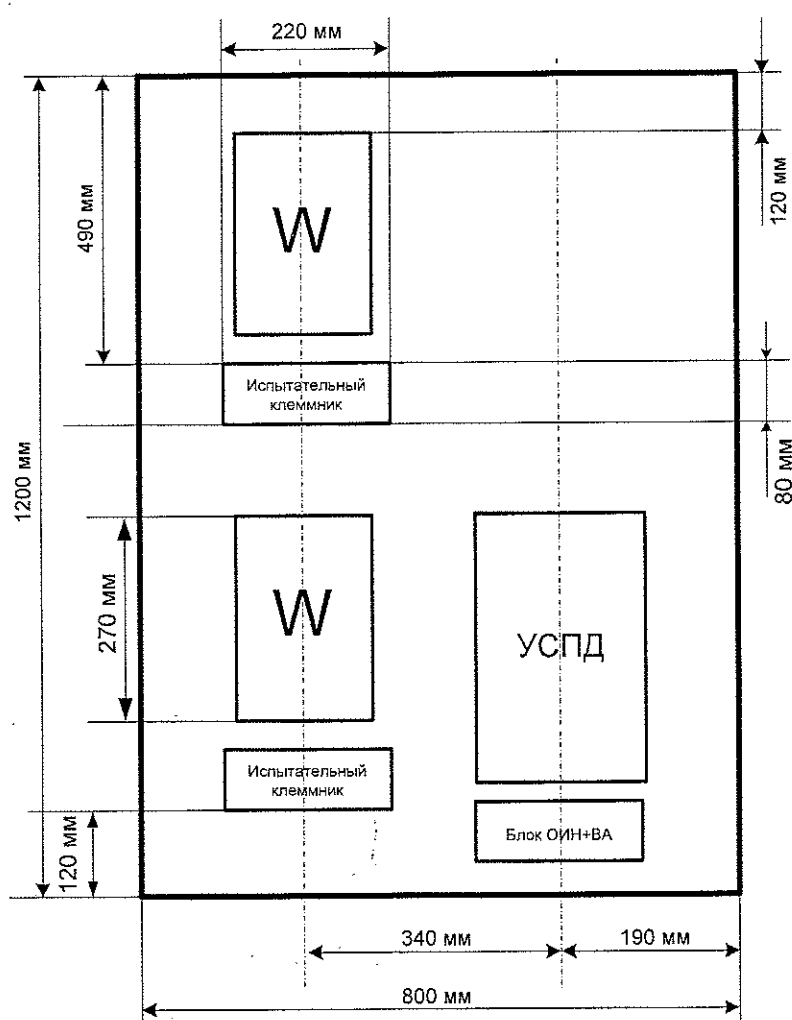 220 мм
490 мм
120 мм
W
Испытательный
клеммник
80 мм
1200 мм
270 мм
W
УСПД
Испытательный
клеммник
Блок ОИН+ВА
120 мм
340 мм
190 мм
800 мм